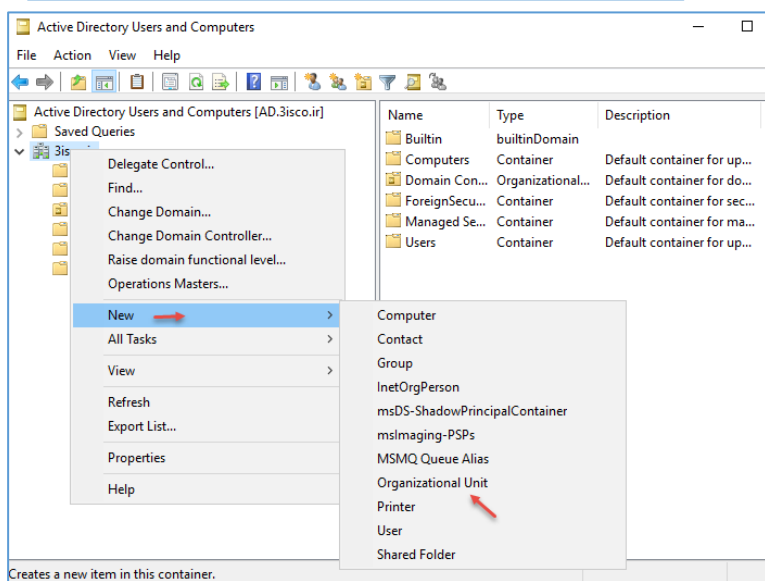 Active Directory Users and Computers
File Action View Help
Active Directory Users and Computers [AD.3isco.ir]
Saved Queries
Delegate Control...
Find...
Change Domain...
Change Domain Controller...
Raise domain functional level...
Operations Masters...
New
All Tasks
View
Refresh
Export List...
Properties
Help
Computer
Contact
Group
InetOrgPerson
msDS-ShadowPrincipalContainer
msImaging-PSPs
MSMQ Queue Alias
Organizational Unit
Printer
User
Shared Folder
Name Type Description
Builtin builtinDomain
Computers Container Default container for up...
Domain Con... Organizational... Default container for do...
ForeignSecu... Container Default container for sec...
Managed Se... Container Default container for ma...
Users Container Default container for up...
Creates a new item in this container.